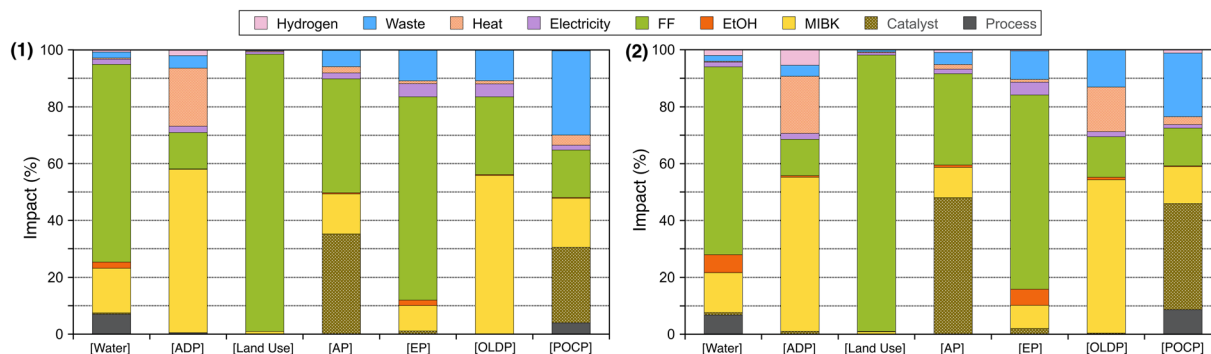 Hydrogen Waste Heat Electricity FF EtOH MIBK Catalyst Process
(1)
Impact (%)
100
80
60
40
20
0
[Water] [ADP] [Land Use] [AP] [EP] [OLDP] [POCP]
(2)
Impact (%)
100
80
60
40
20
0
[Water] [ADP] [Land Use] [AP] [EP] [OLDP] [POCP]